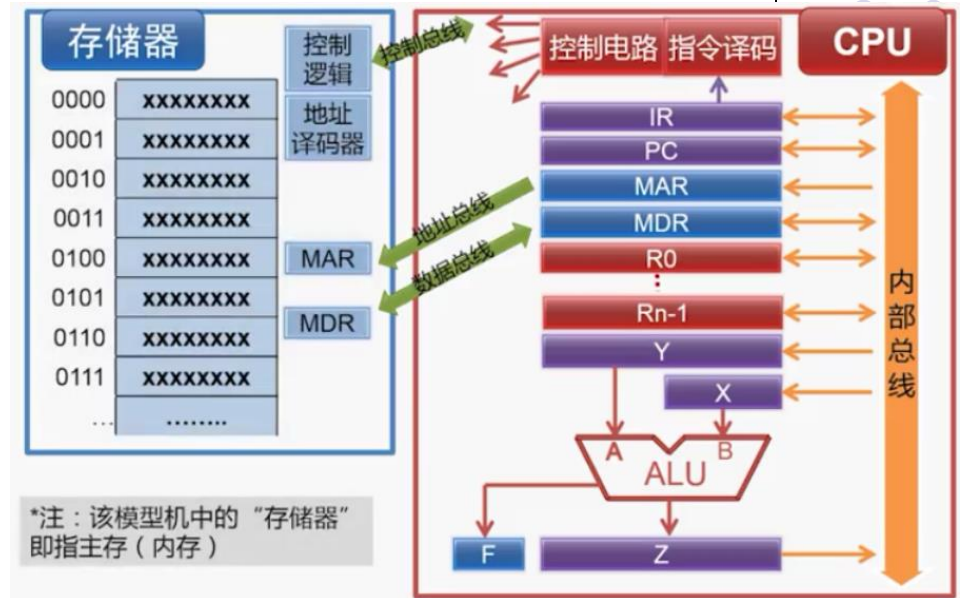 存储器
控制
逻辑
地址
译码器
0000 xxxxxxxx
0001 xxxxxxxx
0010 xxxxxxxx
0011 xxxxxxxx
0100 xxxxxxxx
0101 xxxxxxxx
0110 xxxxxxxx
0111 xxxxxxxx
... ........
MAR
MDR
*注：该模型机中的“存储器”
即指主存（内存）
控制总线
地址总线
数据总线
CPU
控制电路 指令译码
IR
PC
MAR
MDR
R0
⋮
Rn-1
Y
X
A B
ALU
F
Z
内
部
总
线